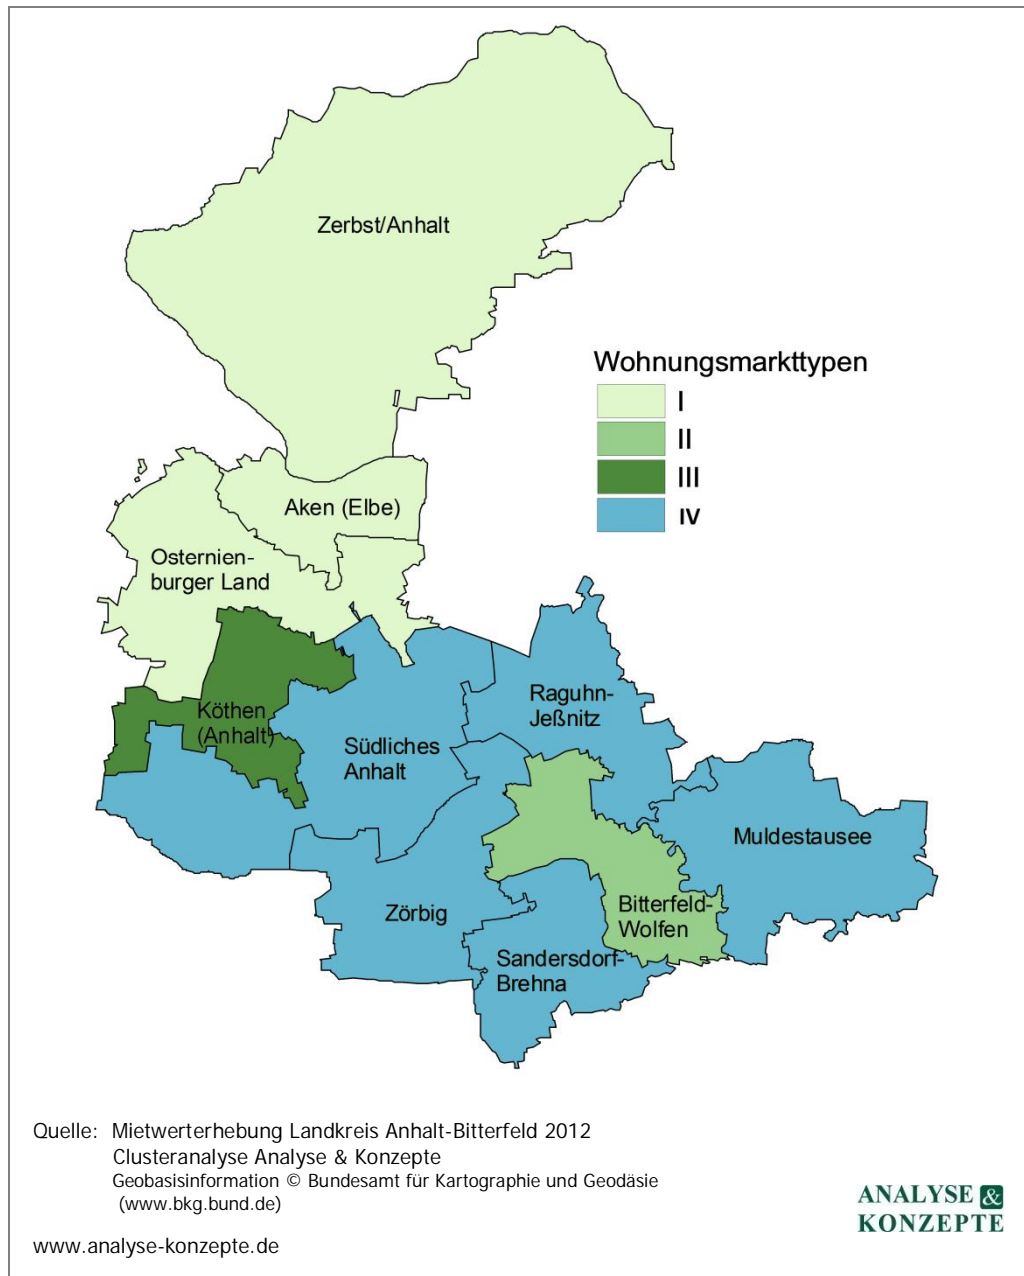 Zerbst/Anhalt
Wohnungsmarkttypen
I
II
III
IV
Aken (Elbe)
Osternien-
burger Land
Köthen
(Anhalt)
Südliches
Anhalt
Raguhn-
Jeßnitz
Muldestausee
Zörbig
Bitterfeld-
Wolfen
Sandersdorf-
Brehna
Quelle: Mietwerterhebung Landkreis Anhalt-Bitterfeld 2012
Clusteranalyse Analyse & Konzepte
Geobasisinformation © Bundesamt für Kartographie und Geodäsie
(www.bkg.bund.de)
www.analyse-konzepte.de
ANALYSE &
KONZEPTE